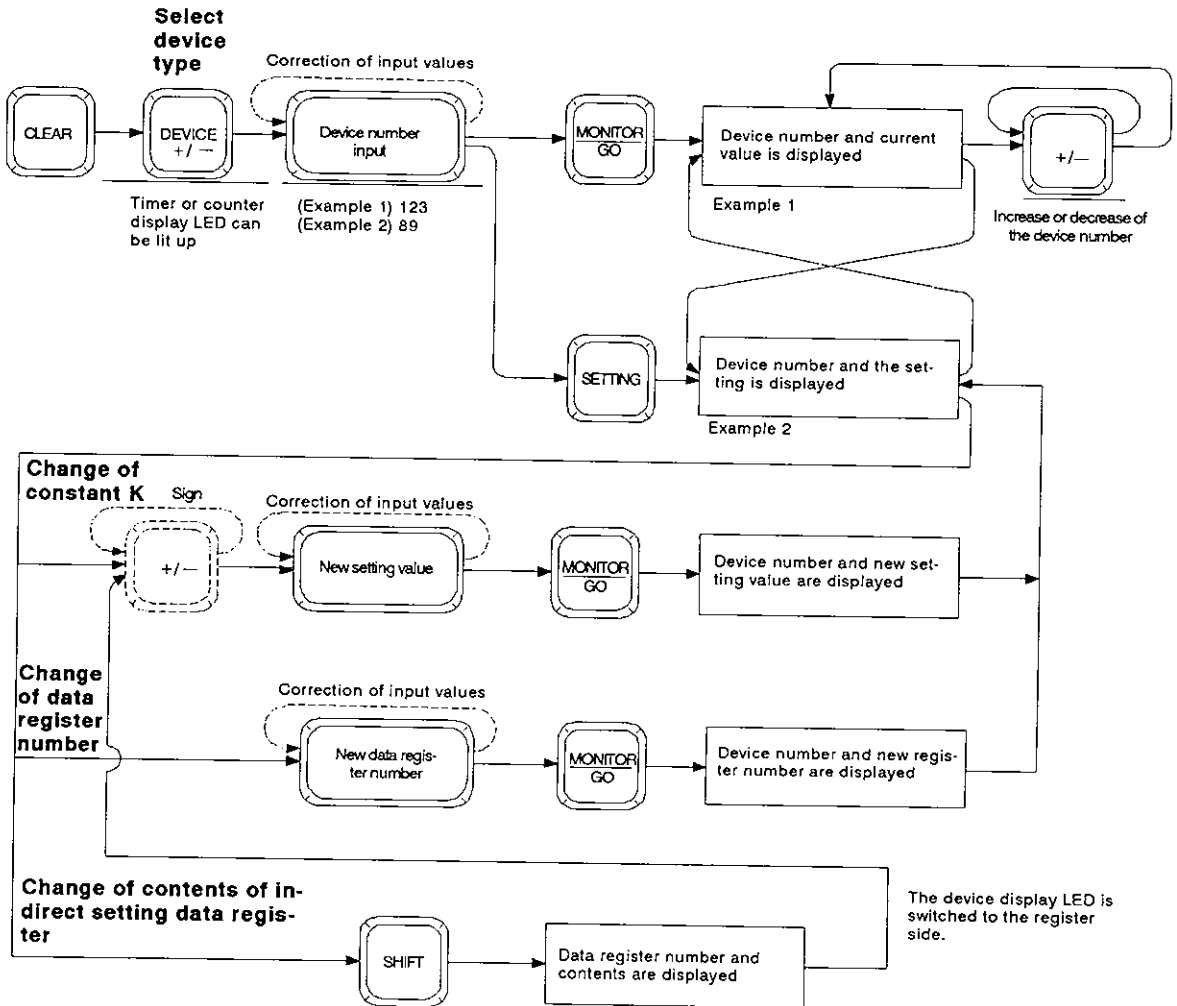 Select
device
type
Correction of input values
CLEAR
DEVICE
+/−
Device number
input
MONITOR
GO
Device number and current
value is displayed
+/−
Timer or counter
display LED can
be lit up
(Example 1) 123
(Example 2) 89
Example 1
Increase or decrease of
the device number
SETTING
Device number and the set-
ting is displayed
Example 2
Change of
constant K
Sign
Correction of input values
+/−
New setting value
MONITOR
GO
Device number and new set-
ting value are displayed
Change
of data
register
number
Correction of input values
New data regis-
ter number
MONITOR
GO
Device number and new regis-
ter number are displayed
Change of contents of in-
direct setting data regis-
ter
SHIFT
Data register number and
contents are displayed
The device display LED is
switched to the register
side.